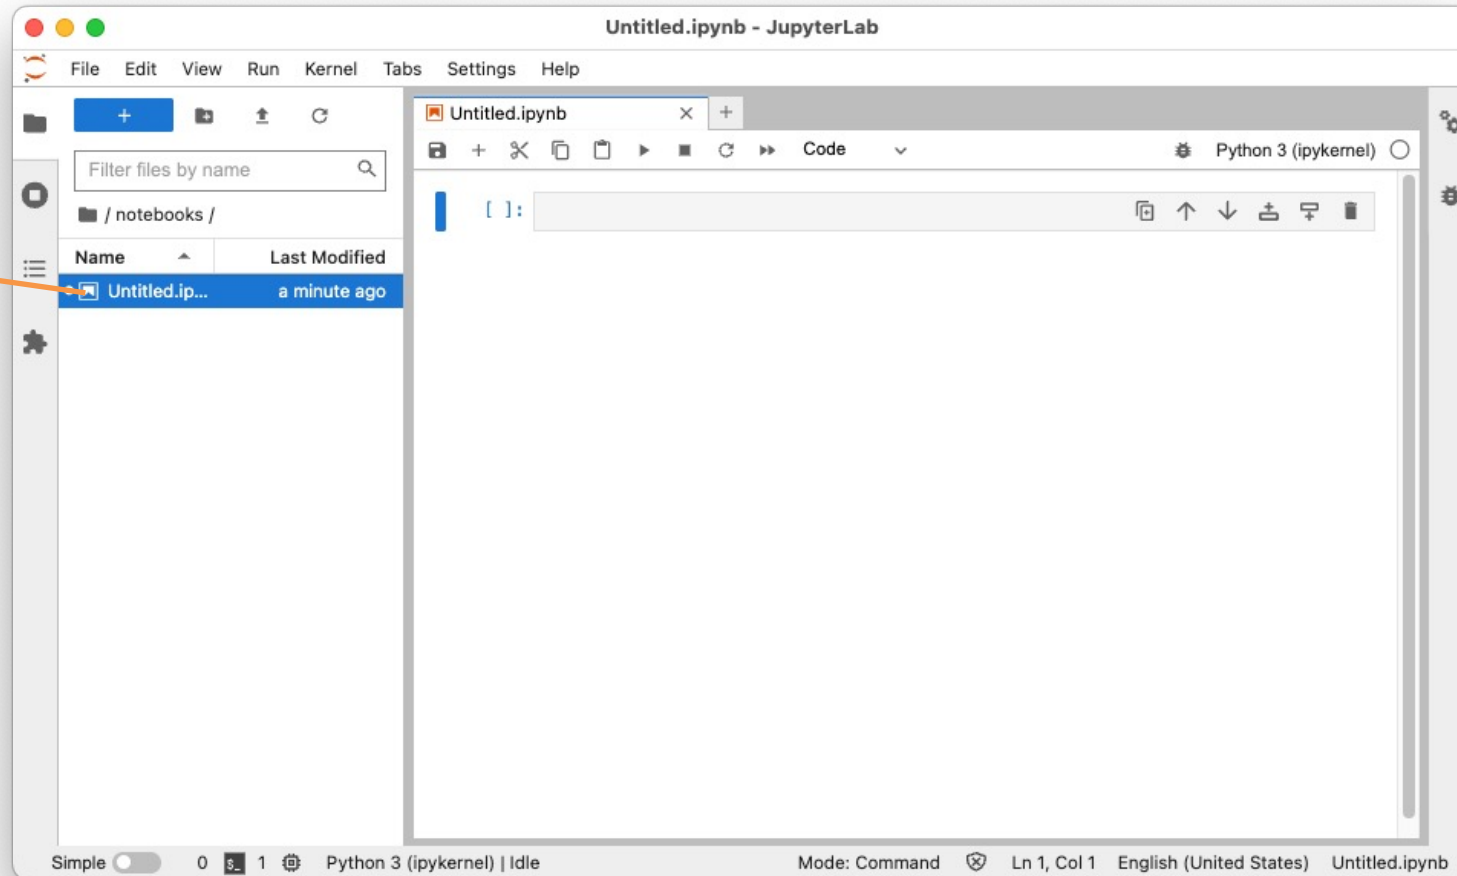 Untitled.ipynb - JupyterLab
File Edit View Run Kernel Tabs Settings Help
+
Untitled.ipynb × +
Code Python 3 (ipykernel)
Filter files by name
/ notebooks /
[ ]:
Name Last Modified
Untitled.ip... a minute ago
Simple 0 $_ 1 Python 3 (ipykernel) | Idle Mode: Command Ln 1, Col 1 English (United States) Untitled.ipynb